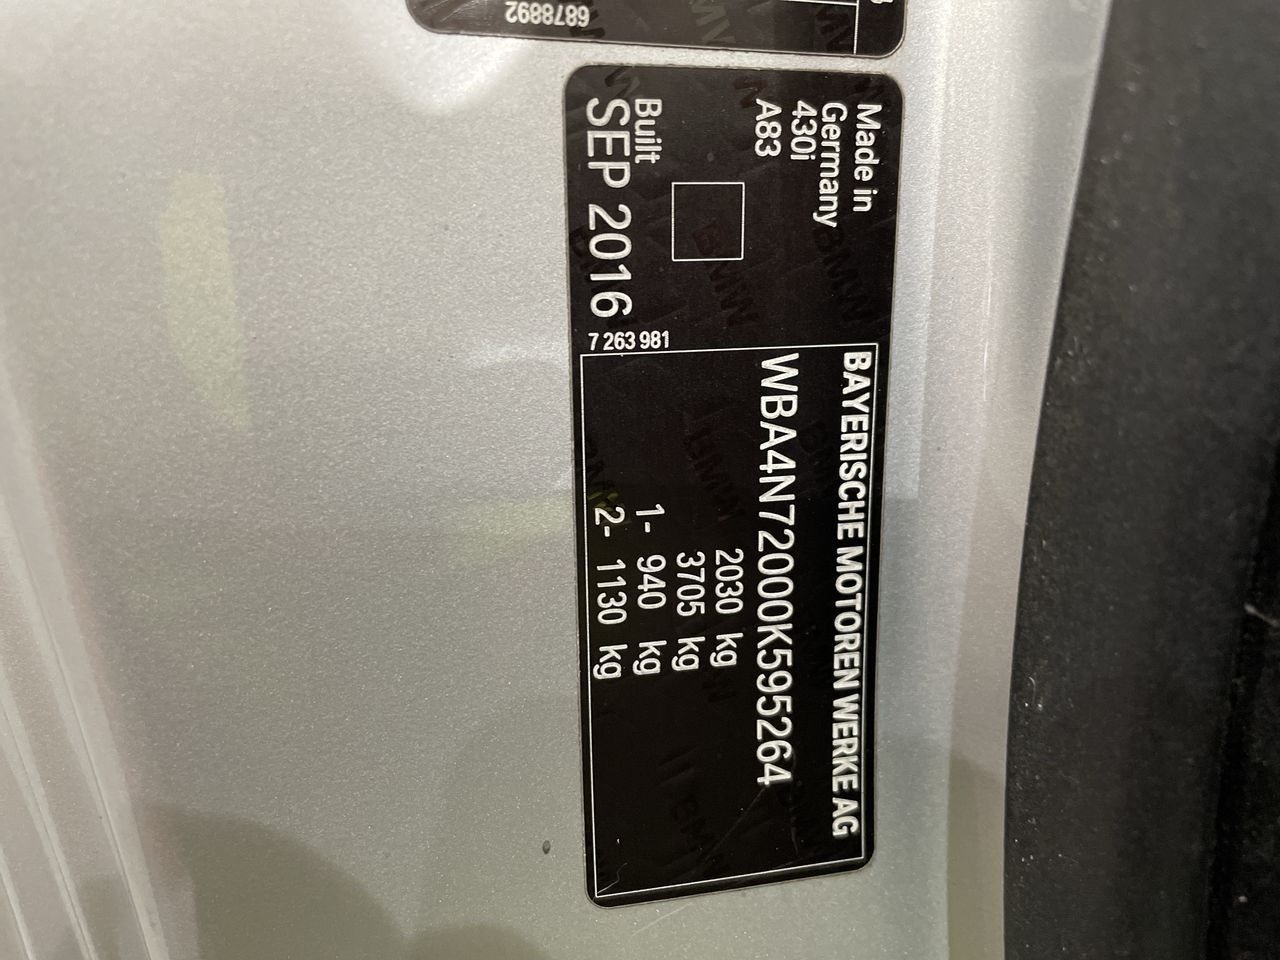 6878892
Made in
Germany
430i
A83
Built
SEP 2016
7 263 981
BAYERISCHE MOTOREN WERKE AG
WBA4N72000K595264
2030 kg
3705 kg
1- 940 kg
2- 1130 kg